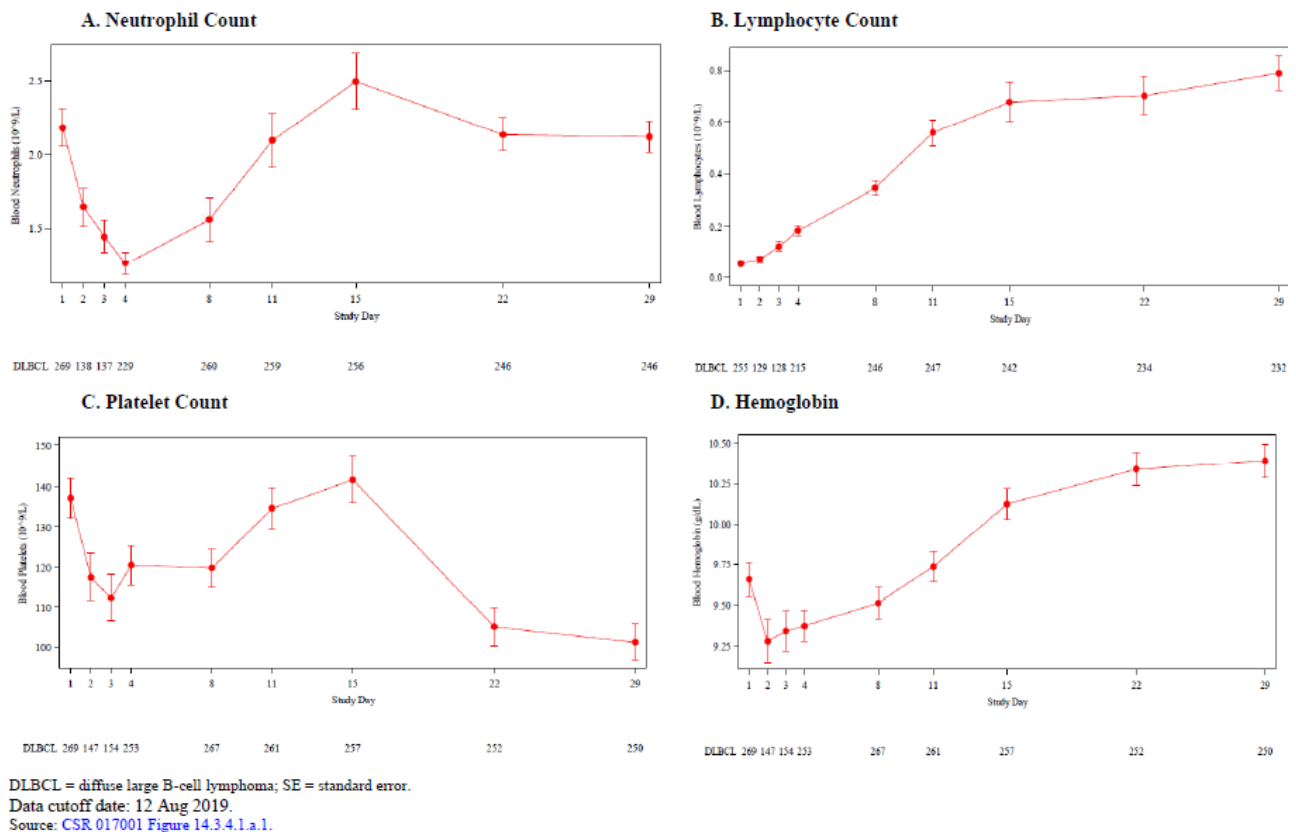 A. Neutrophil Count
Blood Neutrophils (10^9/L)
2.5
2.0
1.5
1 2 3 4 8 11 15 22 29
Study Day
DLBCL 269 138 137 229 260 259 256 246 246
B. Lymphocyte Count
Blood Lymphocytes (10^9/L)
0.8
0.6
0.4
0.2
0.0
1 2 3 4 8 11 15 22 29
Study Day
DLBCL 255 129 128 215 246 247 242 234 232
C. Platelet Count
Blood Platelets (10^9/L)
150
140
130
120
110
100
1 2 3 4 8 11 15 22 29
Study Day
DLBCL 269 147 154 253 267 261 257 252 250
D. Hemoglobin
Blood Hemoglobin (g/dL)
10.50
10.25
10.00
9.75
9.50
9.25
1 2 3 4 8 11 15 22 29
Study Day
DLBCL 269 147 154 253 267 261 257 252 250
DLBCL = diffuse large B-cell lymphoma; SE = standard error.
Data cutoff date: 12 Aug 2019.
Source: CSR 017001 Figure 14.3.4.1.a.1.